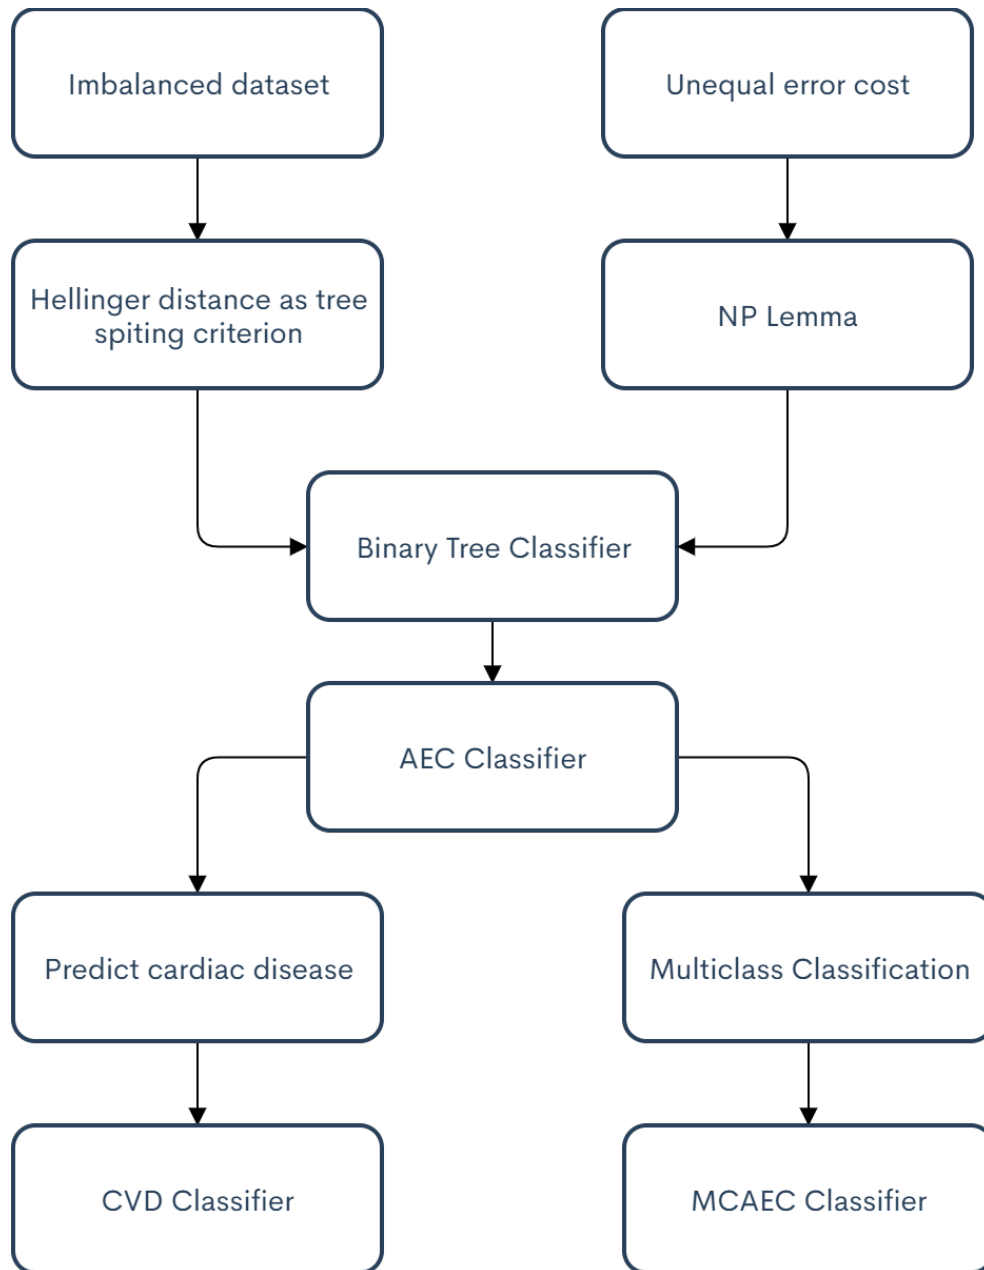 Imbalanced dataset
Unequal error cost
Hellinger distance as tree
spiting criterion
NP Lemma
Binary Tree Classifier
AEC Classifier
Predict cardiac disease
Multiclass Classification
CVD Classifier
MCAEC Classifier